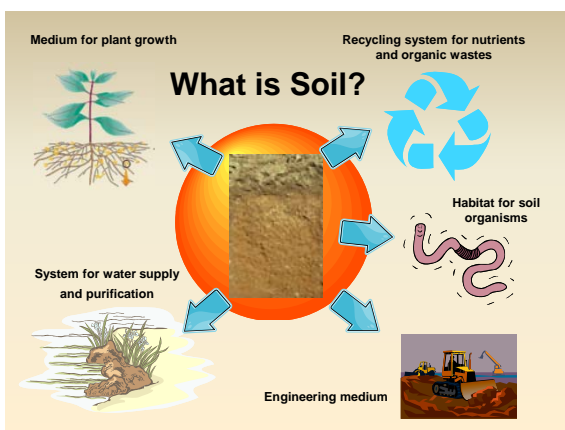 Medium for plant growth
Recycling system for nutrients
and organic wastes
What is Soil?
Habitat for soil
organisms
System for water supply
and purification
Engineering medium